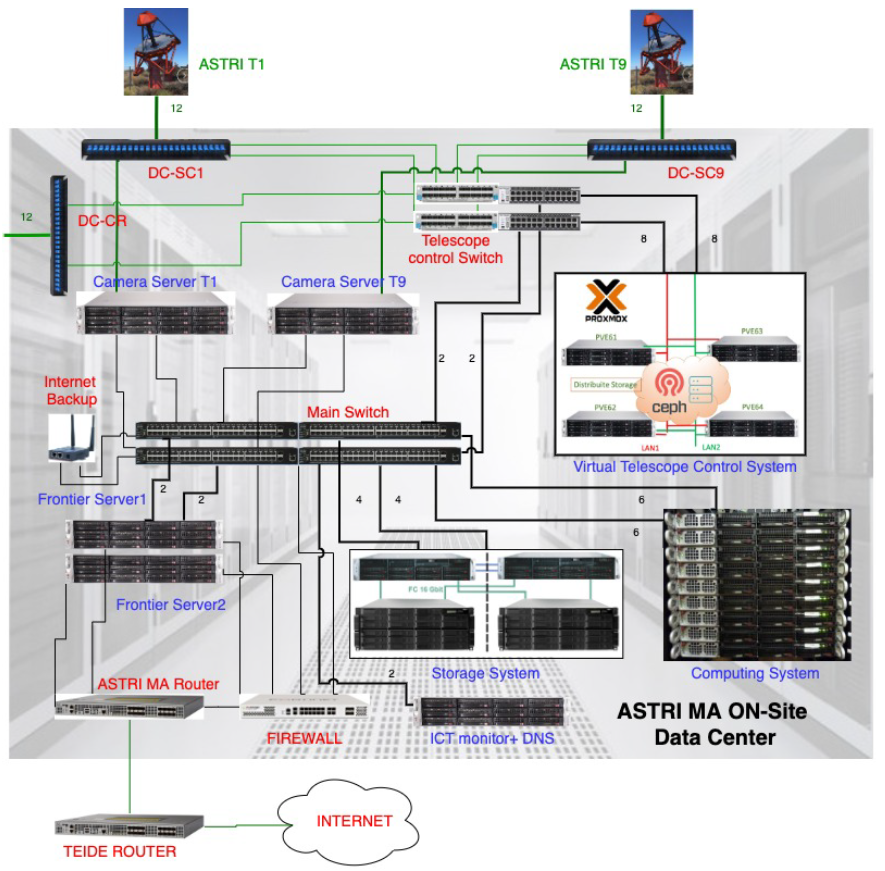 ASTRI T1
ASTRI T9
12
12
DC-SC1
DC-SC9
12
DC-CR
Telescope
control Switch
8
8
Camera Server T1
Camera Server T9
PROXMOX
PVE61
PVE63
2
2
Distribuite Storage
ceph
Internet
Backup
Main Switch
PVE62
PVE64
LAN1
LAN2
Virtual Telescope Control System
2
2
Frontier Server1
4
4
6
6
Frontier Server2
FC 16 Gbit
2
Storage System
Computing System
ASTRI MA Router
FIREWALL
ICT monitor+ DNS
ASTRI MA ON-Site
Data Center
INTERNET
TEIDE ROUTER